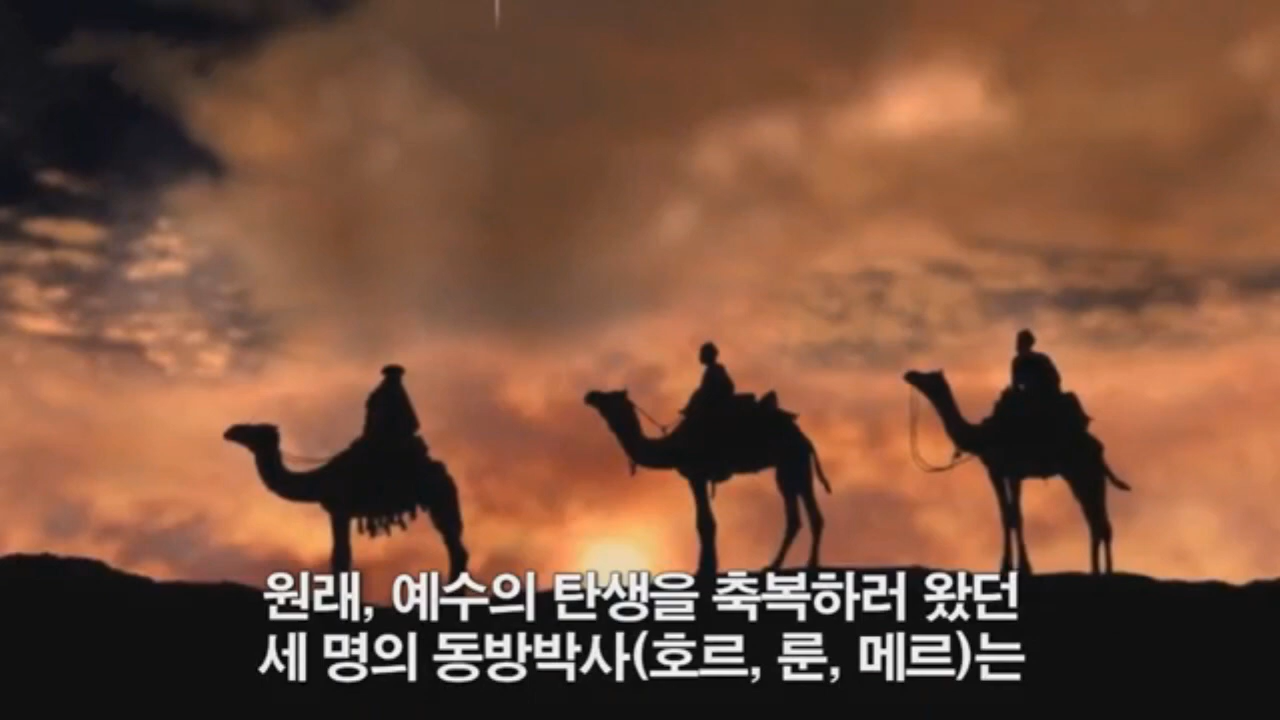 원래, 예수의 탄생을 축복하러 왔던
세 명의 동방박사(호르, 룬, 메르)는